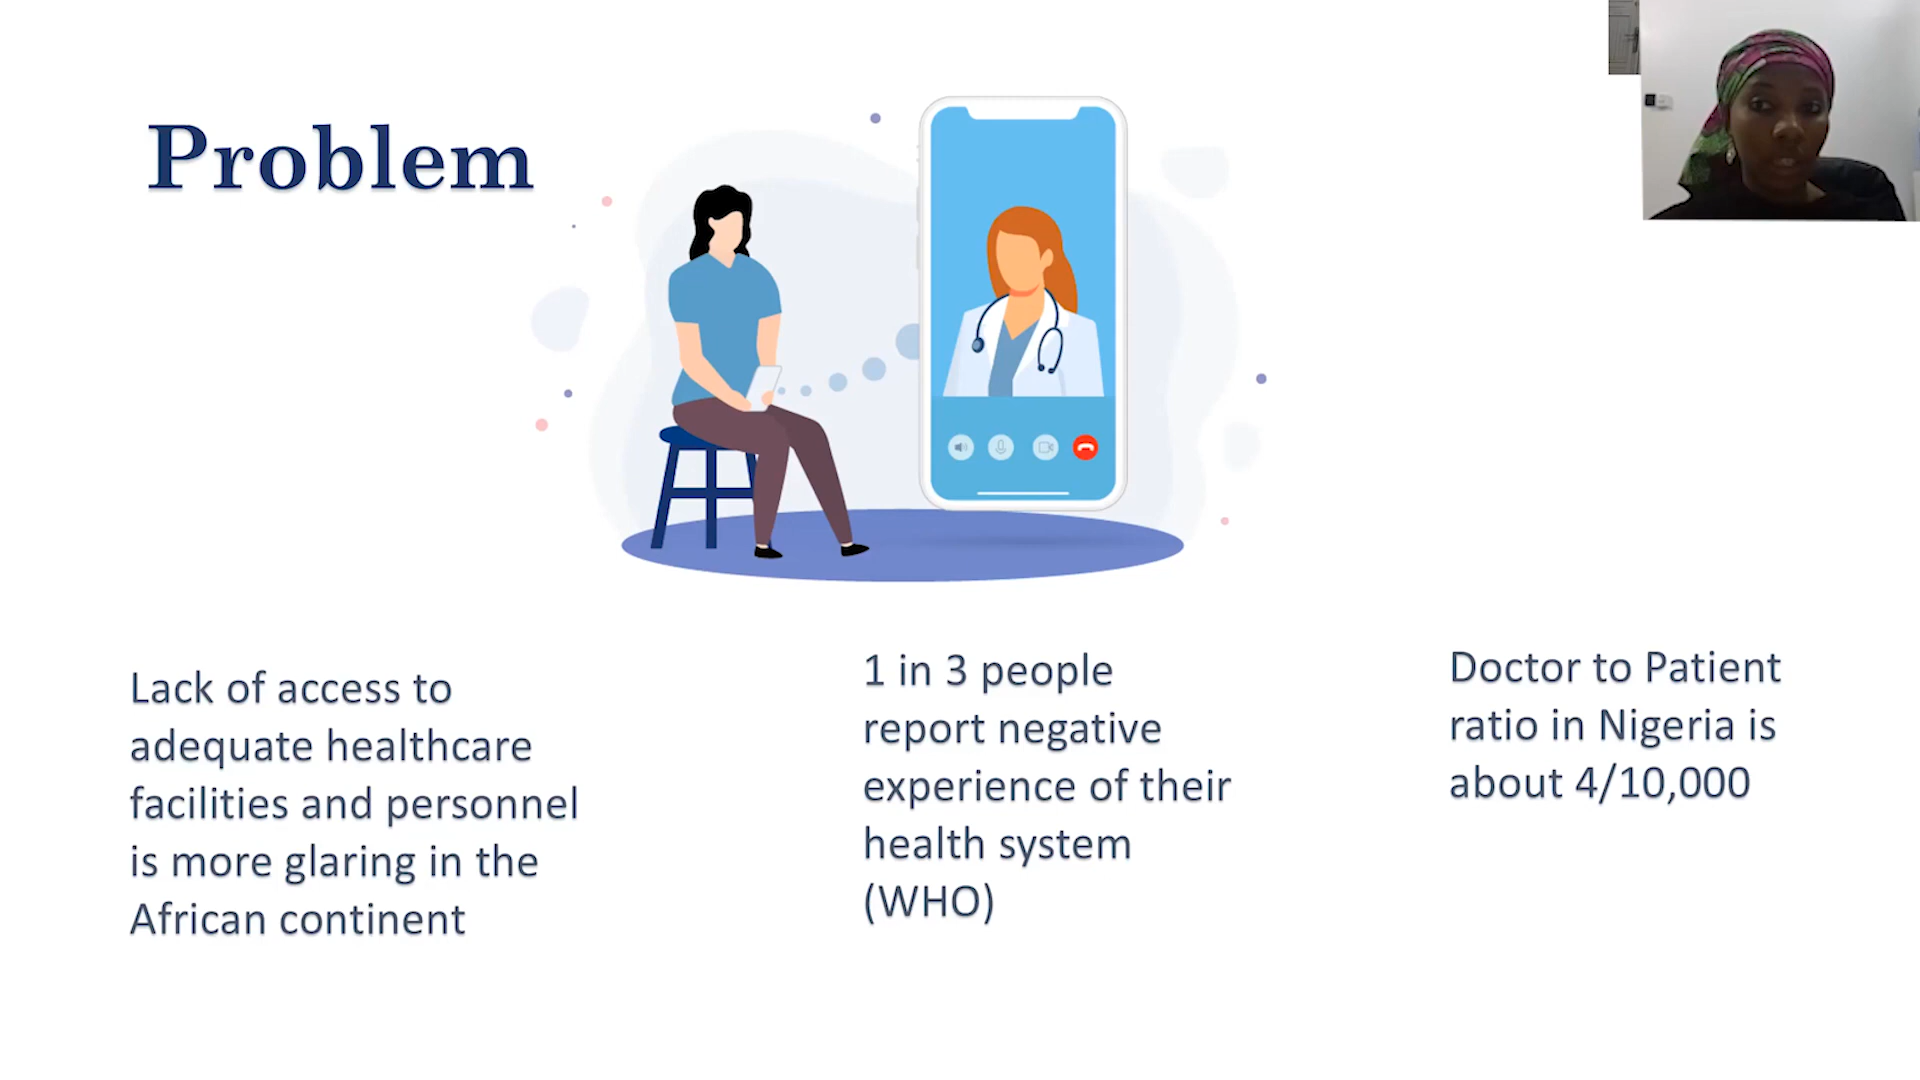 Problem
Lack of access to
adequate healthcare
facilities and personnel
is more glaring in the
African continent
1 in 3 people
report negative
experience of their
health system
(WHO)
Doctor to Patient
ratio in Nigeria is
about 4/10,000